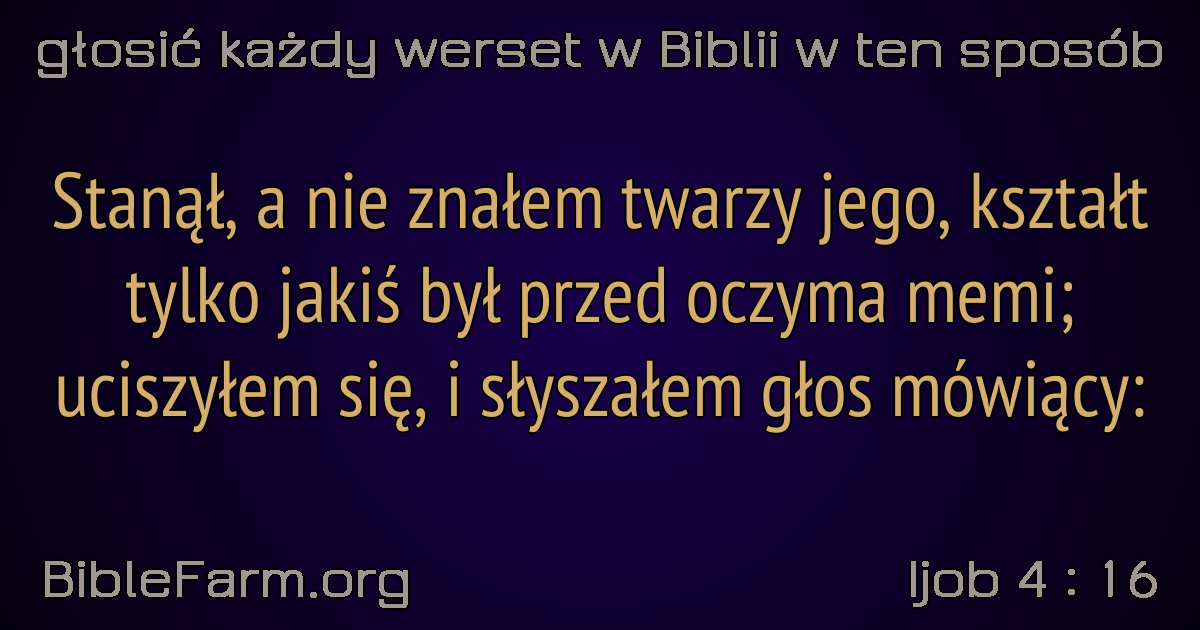 głosić każdy werset w Biblii w ten sposób
Stanął, a nie znałem twarzy jego, kształt
tylko jakiś był przed oczyma memi;
uciszyłem się, i słyszałem głos mówiący:
BibleFarm.org
Ijob 4 : 16